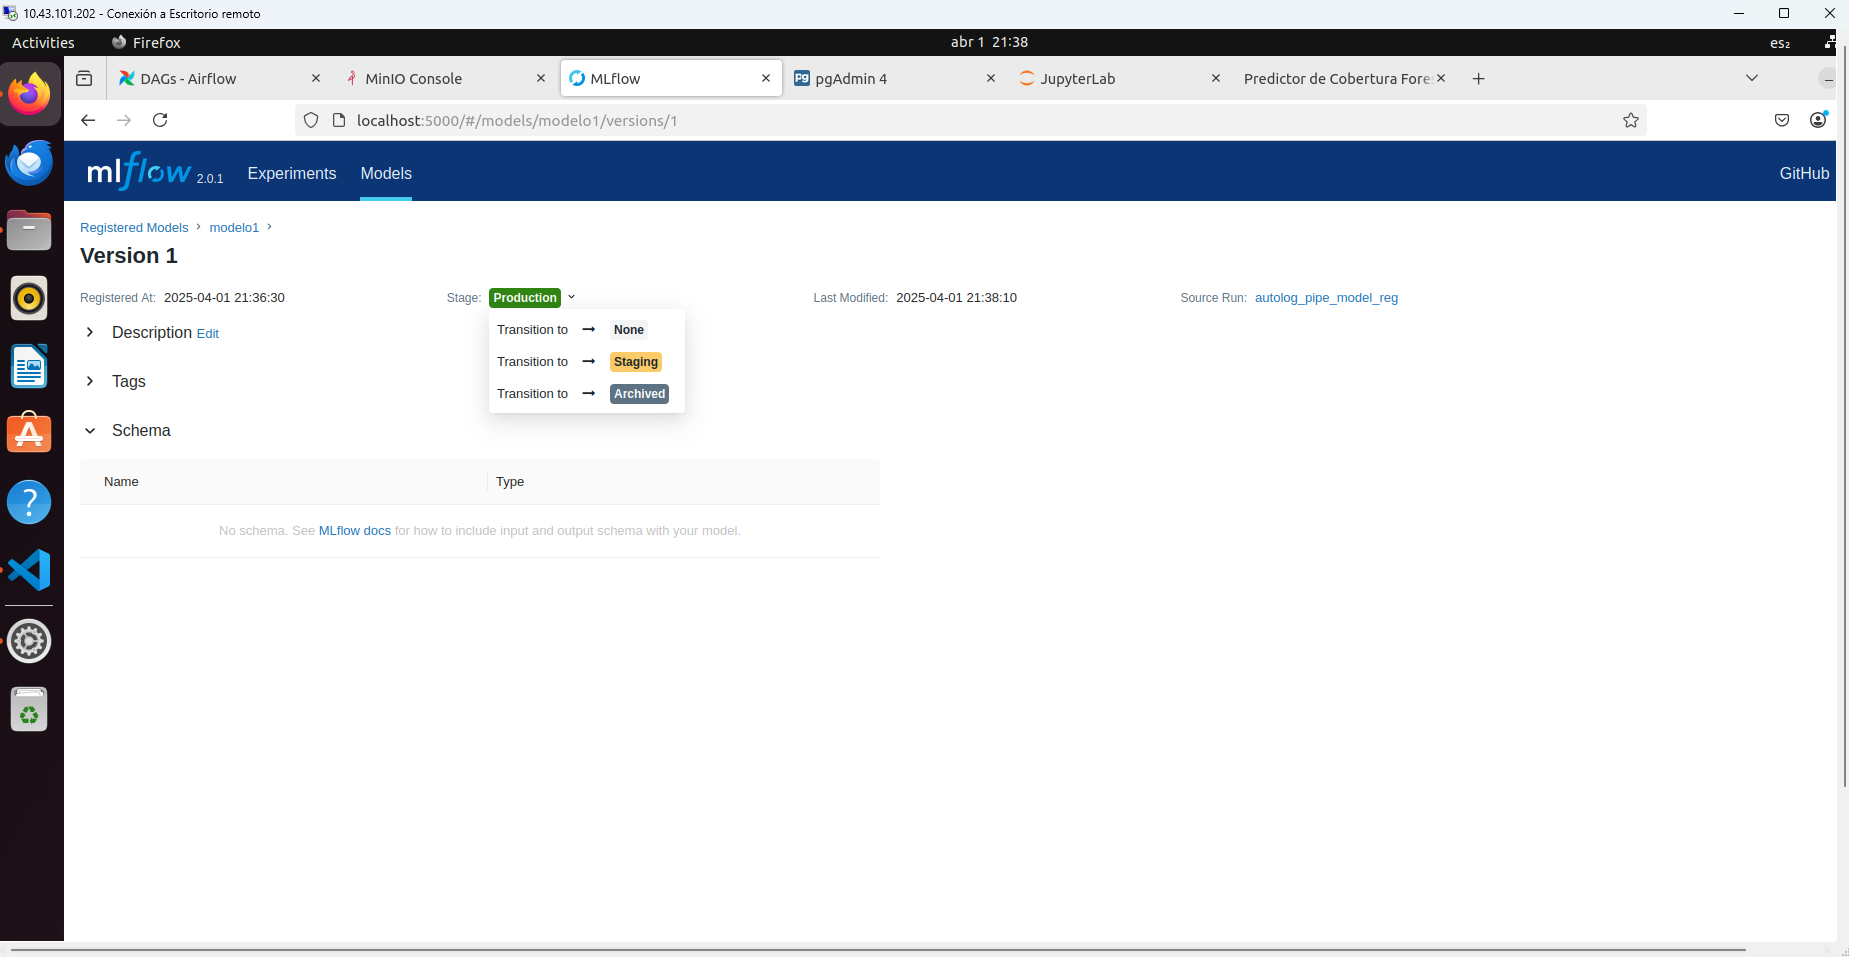 10.43.101.202 - Conexión a Escritorio remoto
Activities Firefox abr 1 21:38 es₂
DAGs - Airflow MinIO Console MLflow pgAdmin 4 JupyterLab Predictor de Cobertura Fore
localhost:5000/#/models/modelo1/versions/1
mlflow 2.0.1 Experiments Models GitHub
Registered Models modelo1
Version 1
Registered At: 2025-04-01 21:36:30 Stage: Production Last Modified: 2025-04-01 21:38:10 Source Run: autolog_pipe_model_reg
Transition to None
Description Edit
Transition to Staging
Tags
Transition to Archived
Schema
Name Type
No schema. See MLflow docs for how to include input and output schema with your model.